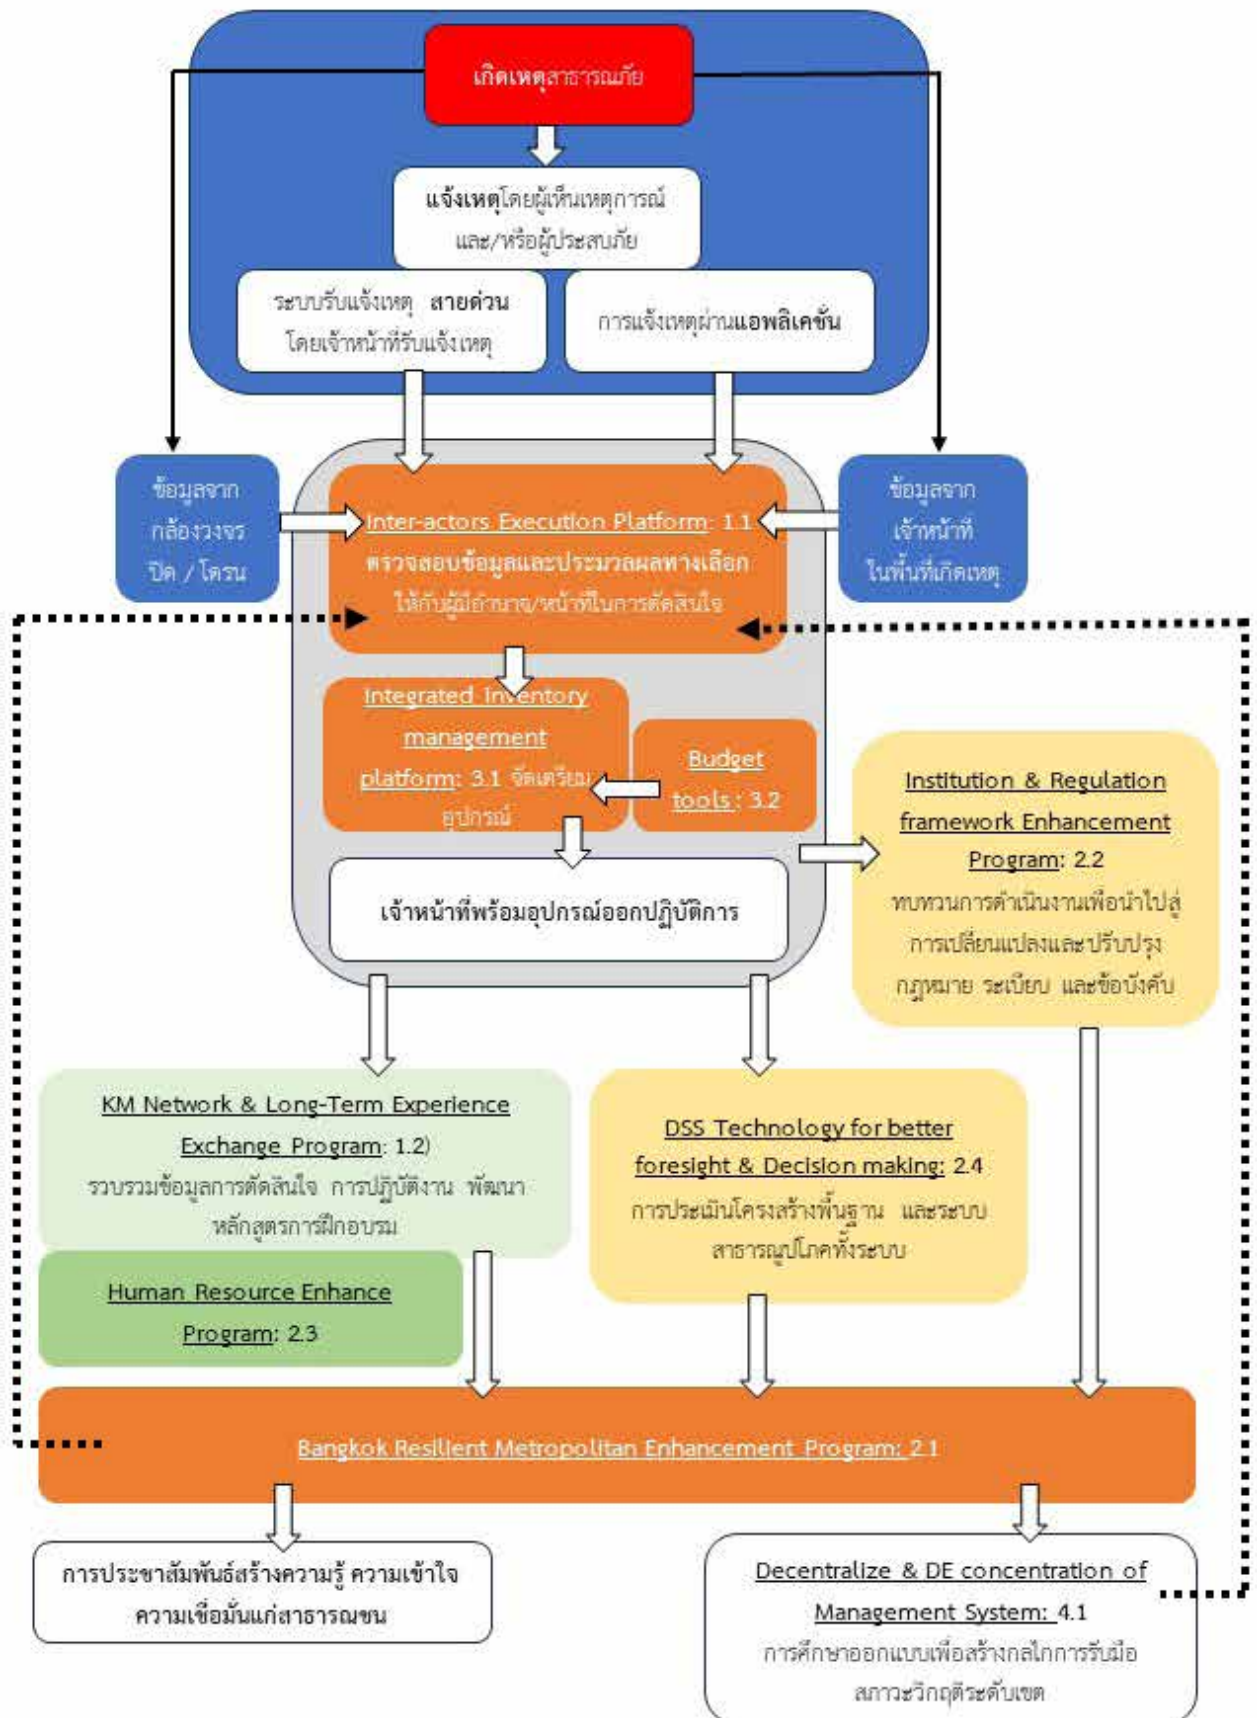 เกิดเหตุสาธารณภัย
แจ้งเหตุโดยผู้เห็นเหตุการณ์
และ/หรือผู้ประสบภัย
ระบบรับแจ้งเหตุ สายด่วน
โดยเจ้าหน้าที่รับแจ้งเหตุ
การแจ้งเหตุผ่านแอพลิเคชั่น
ข้อมูลจาก
กล้องวงจร
ปิด / โดรน
Inter-actors Execution Platform: 1.1
ตรวจสอบข้อมูลและประมวลผลทางเลือก
ให้กับผู้มีอำนาจ/หน้าที่ในการตัดสินใจ
ข้อมูลจาก
เจ้าหน้าที่
ในพื้นที่เกิดเหตุ
Integrated Inventory
management
platform: 3.1 จัดเตรียม
อุปกรณ์
Budget
tools : 3.2
Institution & Regulation
framework Enhancement
Program: 2.2
ทบทวนการดำเนินงานเพื่อนำไปสู่
การเปลี่ยนแปลงและปรับปรุง
กฎหมาย ระเบียบ และข้อบังคับ
เจ้าหน้าที่พร้อมอุปกรณ์ออกปฏิบัติการ
KM Network & Long-Term Experience
Exchange Program: 1.2)
รวบรวมข้อมูลการตัดสินใจ การปฏิบัติงาน พัฒนา
หลักสูตรการฝึกอบรม
DSS Technology for better
foresight & Decision making: 2.4
การประเมินโครงสร้างพื้นฐาน และระบบ
สาธารณูปโภคทั้งระบบ
Human Resource Enhance
Program: 2.3
Bangkok Resilient Metropolitan Enhancement Program: 2.1
การประชาสัมพันธ์สร้างความรู้ ความเข้าใจ
ความเชื่อมั่นแก่สาธารณชน
Decentralize & DE concentration of
Management System: 4.1
การศึกษาออกแบบเพื่อสร้างกลไกการรับมือ
สภาวะวิกฤติระดับเขต